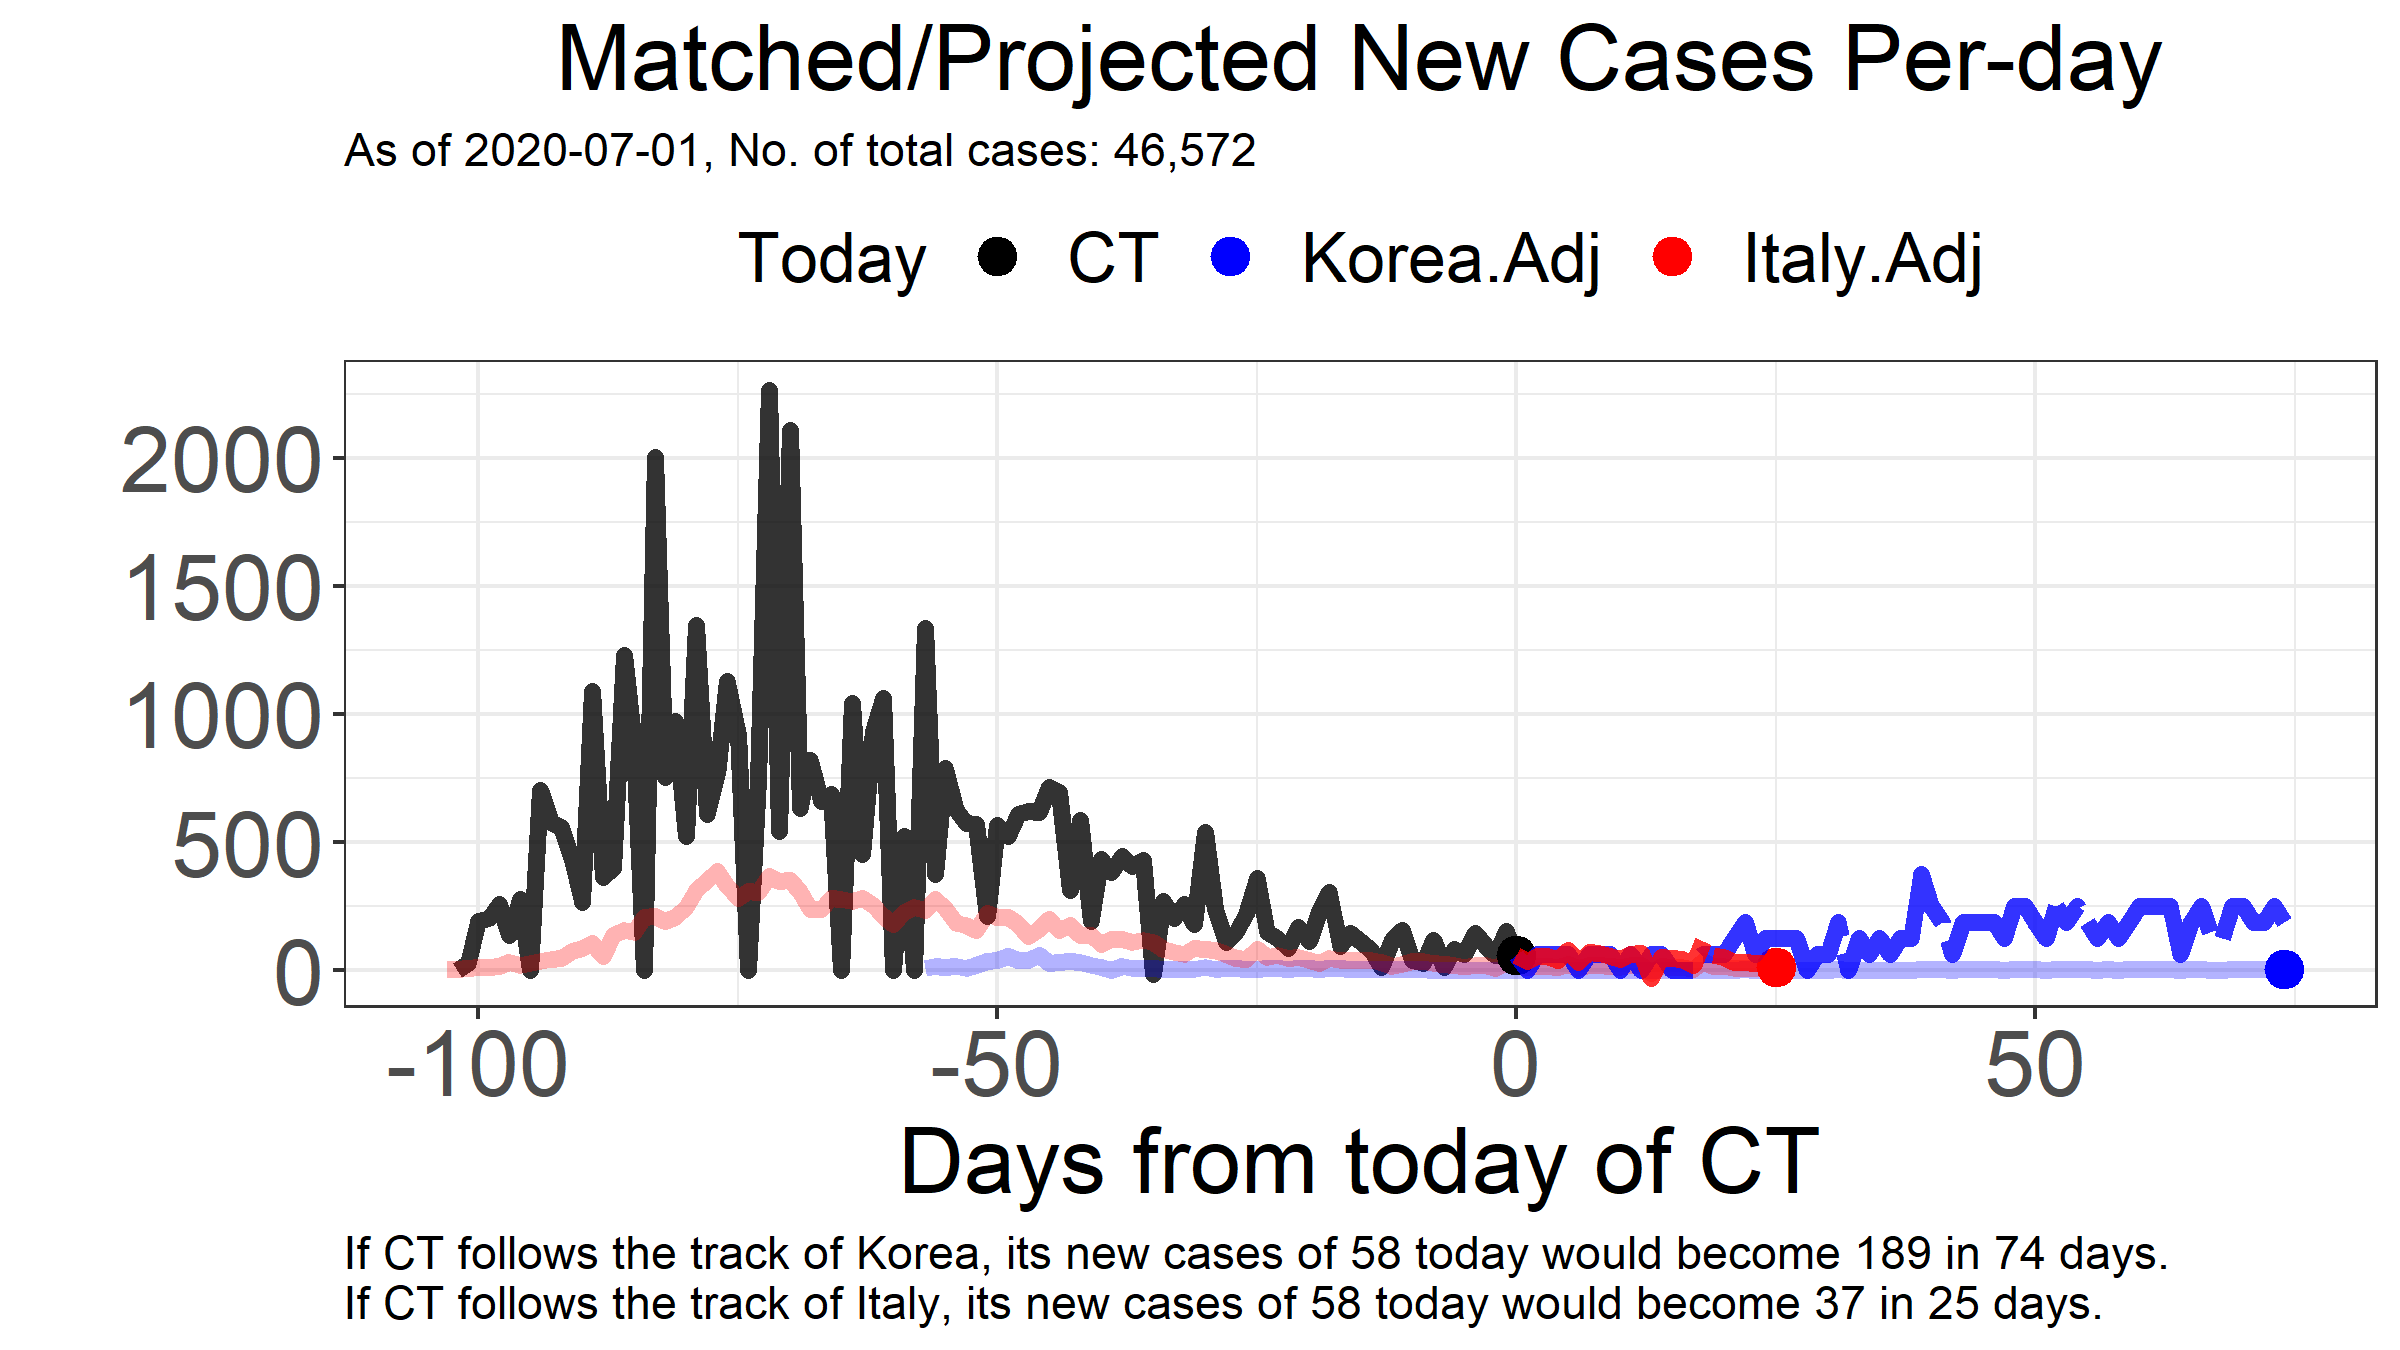 Matched/Projected New Cases Per-day
As of 2020-07-01, No. of total cases: 46,572
Today CT Korea.Adj Italy.Adj
2000
1500
1000
500
0
-100 -50 0 50
Days from today of CT
If CT follows the track of Korea, its new cases of 58 today would become 189 in 74 days.
If CT follows the track of Italy, its new cases of 58 today would become 37 in 25 days.